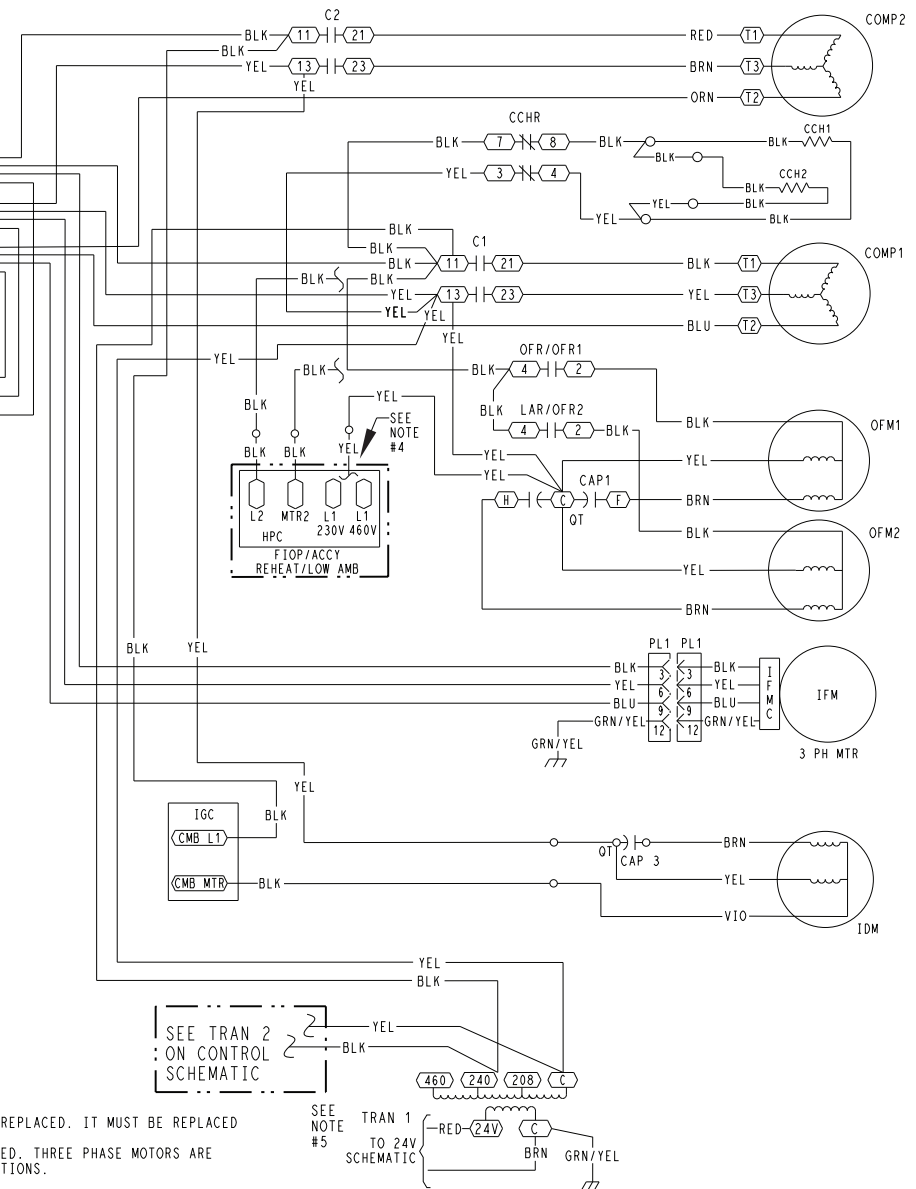 C2
COMP2
BLK 11 21 RED T1
BLK
YEL 13 23 BRN T3
YEL
ORN T2
CCHR
CCH1
BLK 7 8 BLK BLK
BLK
CCH2
YEL 3 4 BLK
YEL BLK
YEL BLK
BLK
C1
BLK
COMP1
BLK 11 21 BLK T1
BLK BLK
YEL 13 23 YEL T3
YEL YEL
BLU T2
YEL
OFR/OFR1
YEL
BLK BLK 4 2
YEL
BLK BLK LAR/OFR2
SEE
NOTE
#4
4 2 BLK
BLK OFM1
BLK BLK YEL
YEL YEL
YEL CAP1
H C F BRN
QT
L2 MTR2 L1 L1
230V 460V
HPC
BLK OFM2
FIOP/ACCY
REHEAT/LOW AMB
YEL
BRN
BLK YEL
PL1 PL1
BLK 3 3 BLK
YEL 6 6 YEL
BLU 9 9 BLU
GRN/YEL 12 12 GRN/YEL
IFMC
IFM
GRN/YEL
3 PH MTR
YEL
IGC BLK
CMB L1
BRN
QT CAP 3
CMB MTR BLK YEL
VIO
IDM
YEL
BLK
SEE TRAN 2
ON CONTROL
SCHEMATIC
YEL
BLK
460 240 208 C
REPLACED. IT MUST BE REPLACED
SEE
NOTE
#5
TRAN 1
RED 24V C
TO 24V
SCHEMATIC
BRN GRN/YEL
ED. THREE PHASE MOTORS ARE
TIONS.